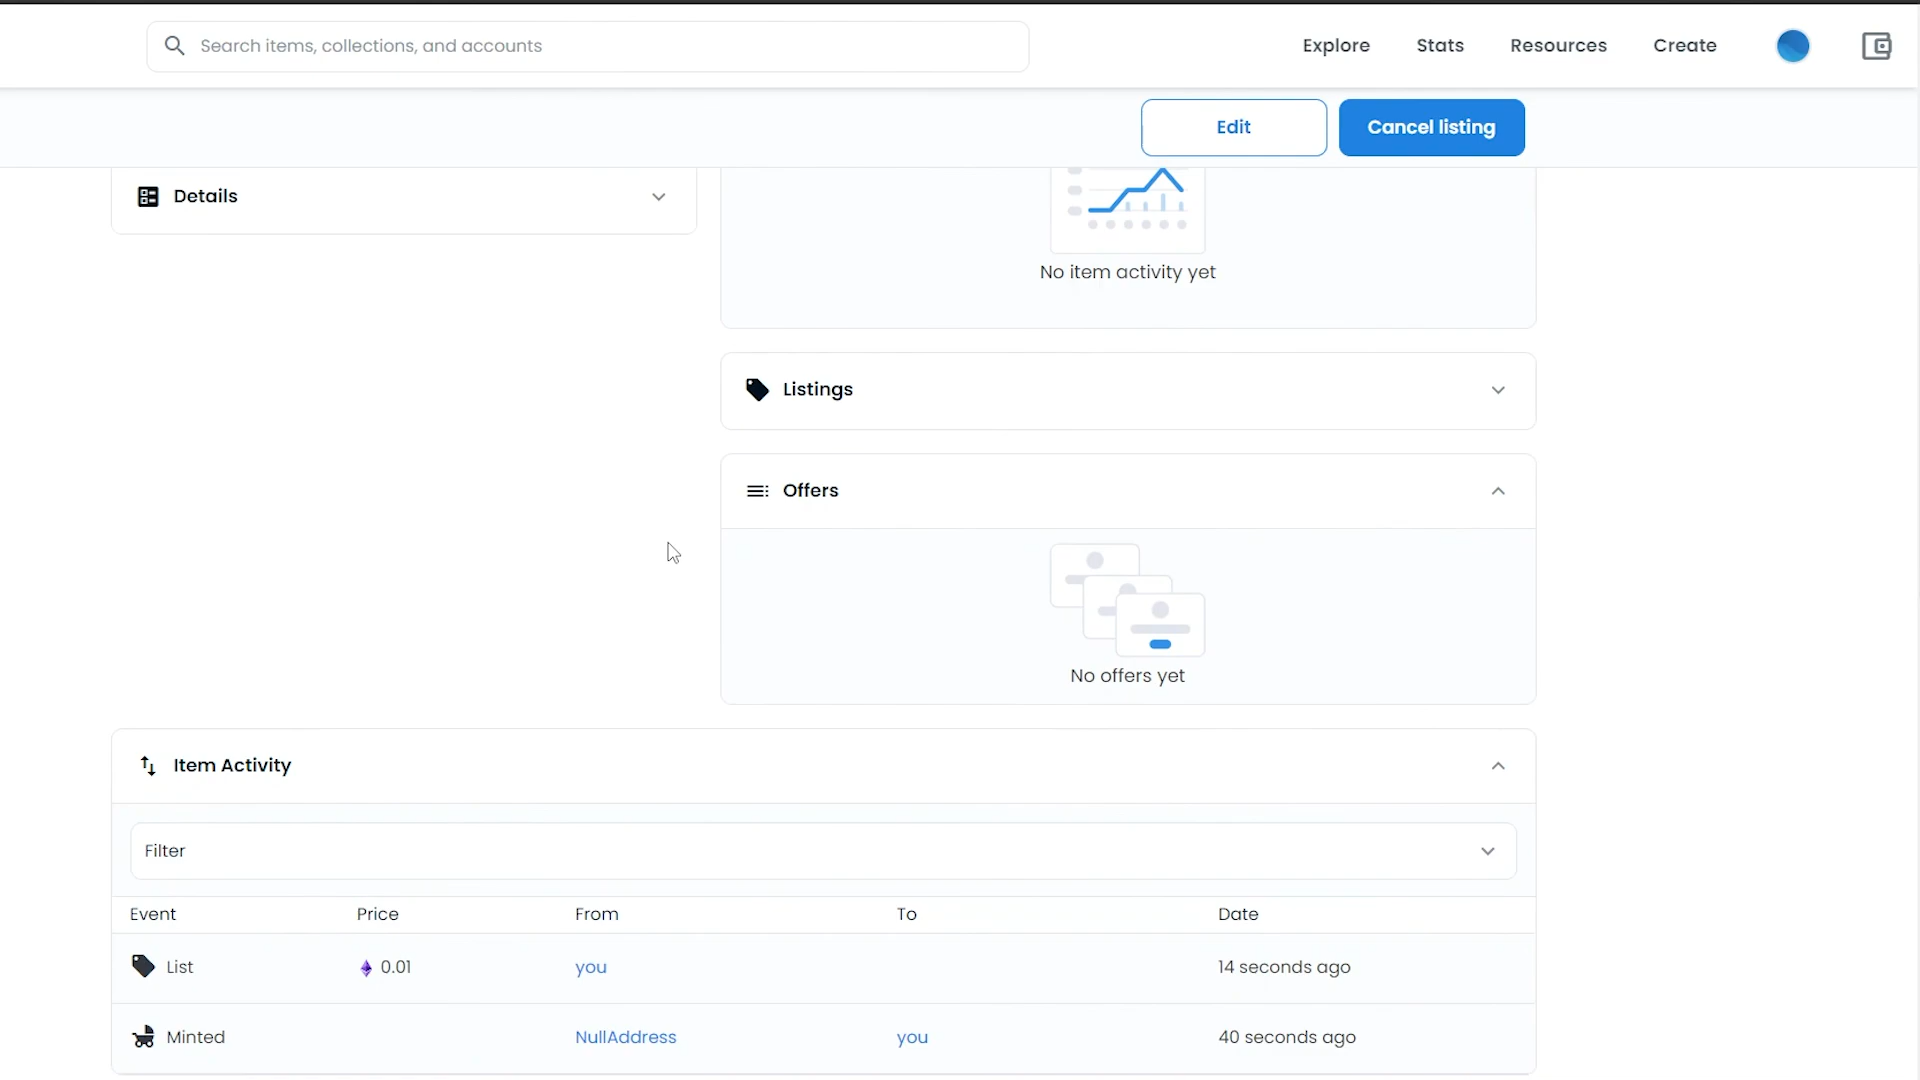 Search items, collections, and accounts
Explore
Stats
Resources
Create
Edit
Cancel listing
Details
No item activity yet
Listings
Offers
No offers yet
Item Activity
Filter
Event Price From To Date
List 0.01 you 14 seconds ago
Minted NullAddress you 40 seconds ago